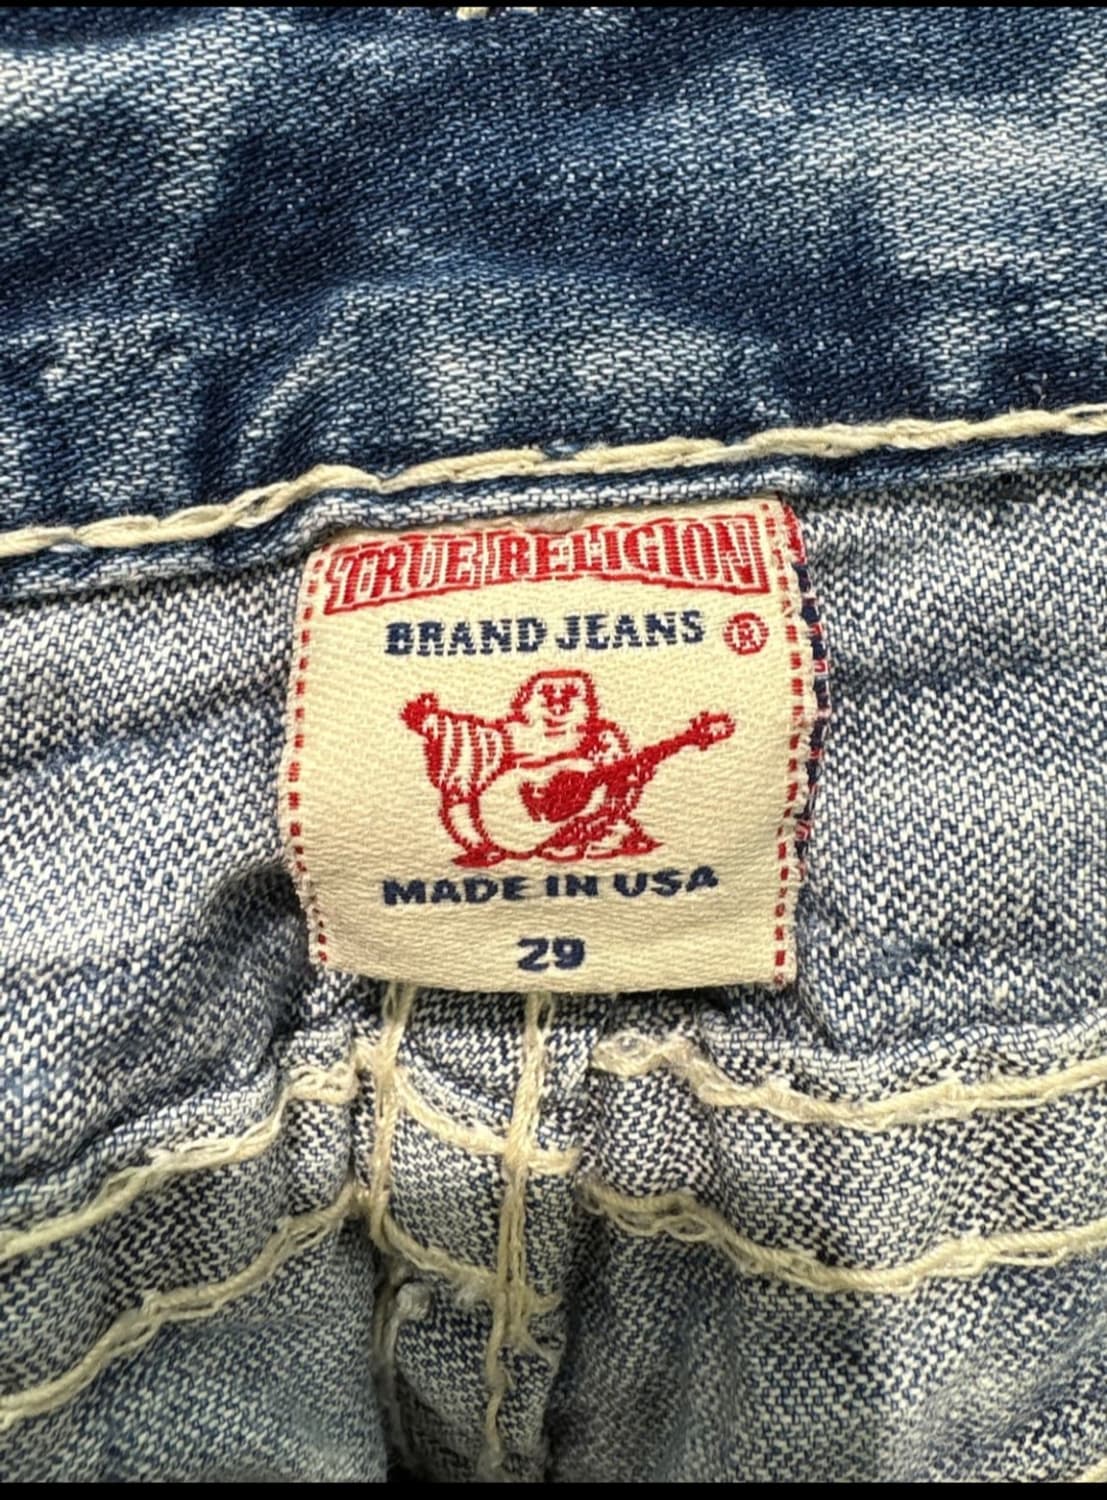 TRUE RELIGION
BRAND JEANS ®
MADE IN USA
29